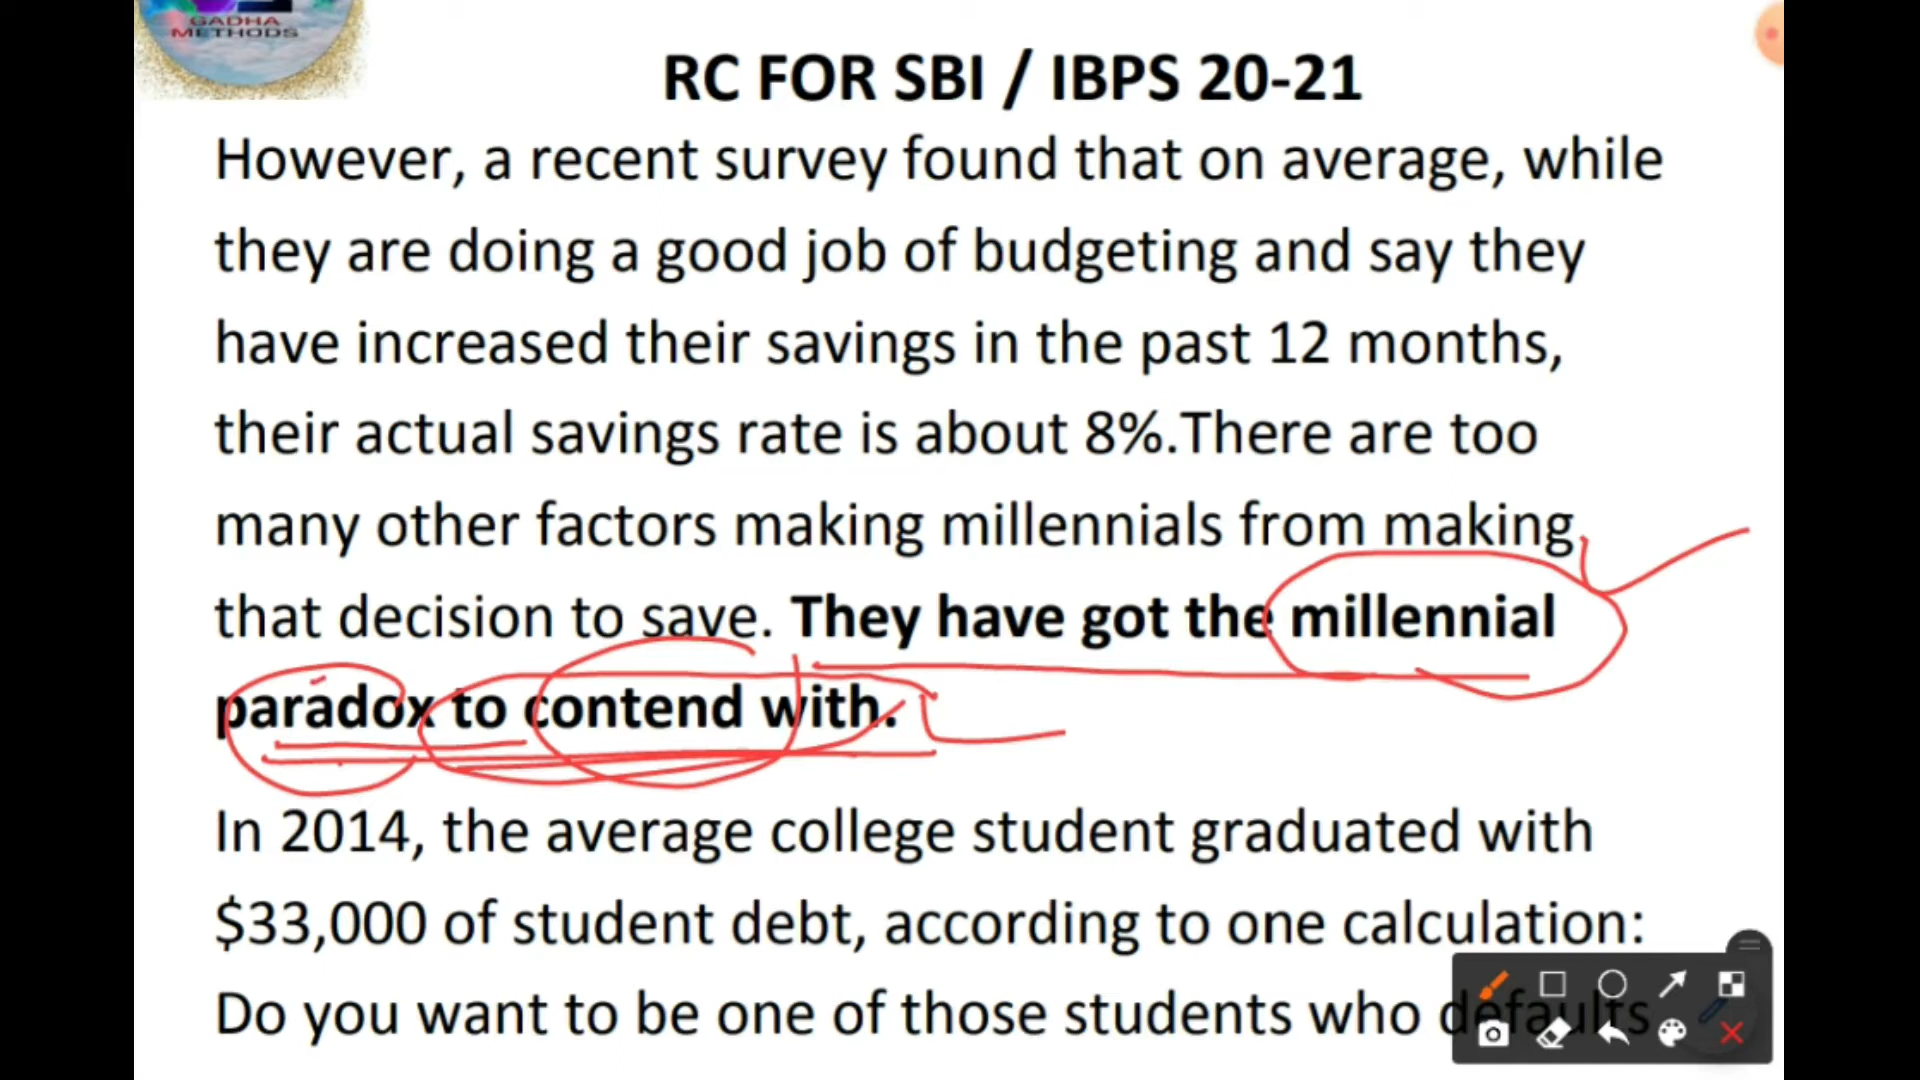 GADHA
METHODS
RC FOR SBI / IBPS 20-21
However, a recent survey found that on average, while
they are doing a good job of budgeting and say they
have increased their savings in the past 12 months,
their actual savings rate is about 8%.There are too
many other factors making millennials from making
that decision to save. They have got the millennial
paradox to contend with.
In 2014, the average college student graduated with
$33,000 of student debt, according to one calculation:
Do you want to be one of those students who defaults